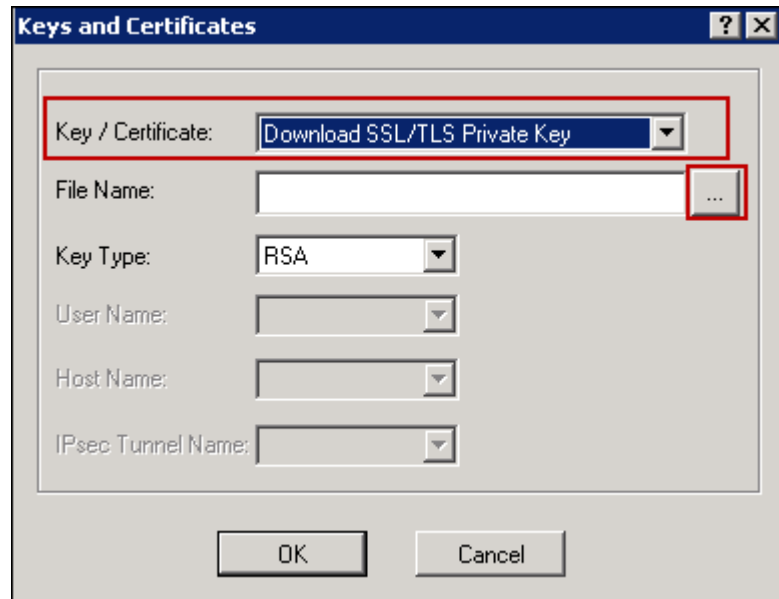 Keys and Certificates
Key / Certificate: Download SSL/TLS Private Key
File Name: ...
Key Type: RSA
User Name:
Host Name:
IPsec Tunnel Name:
OK Cancel